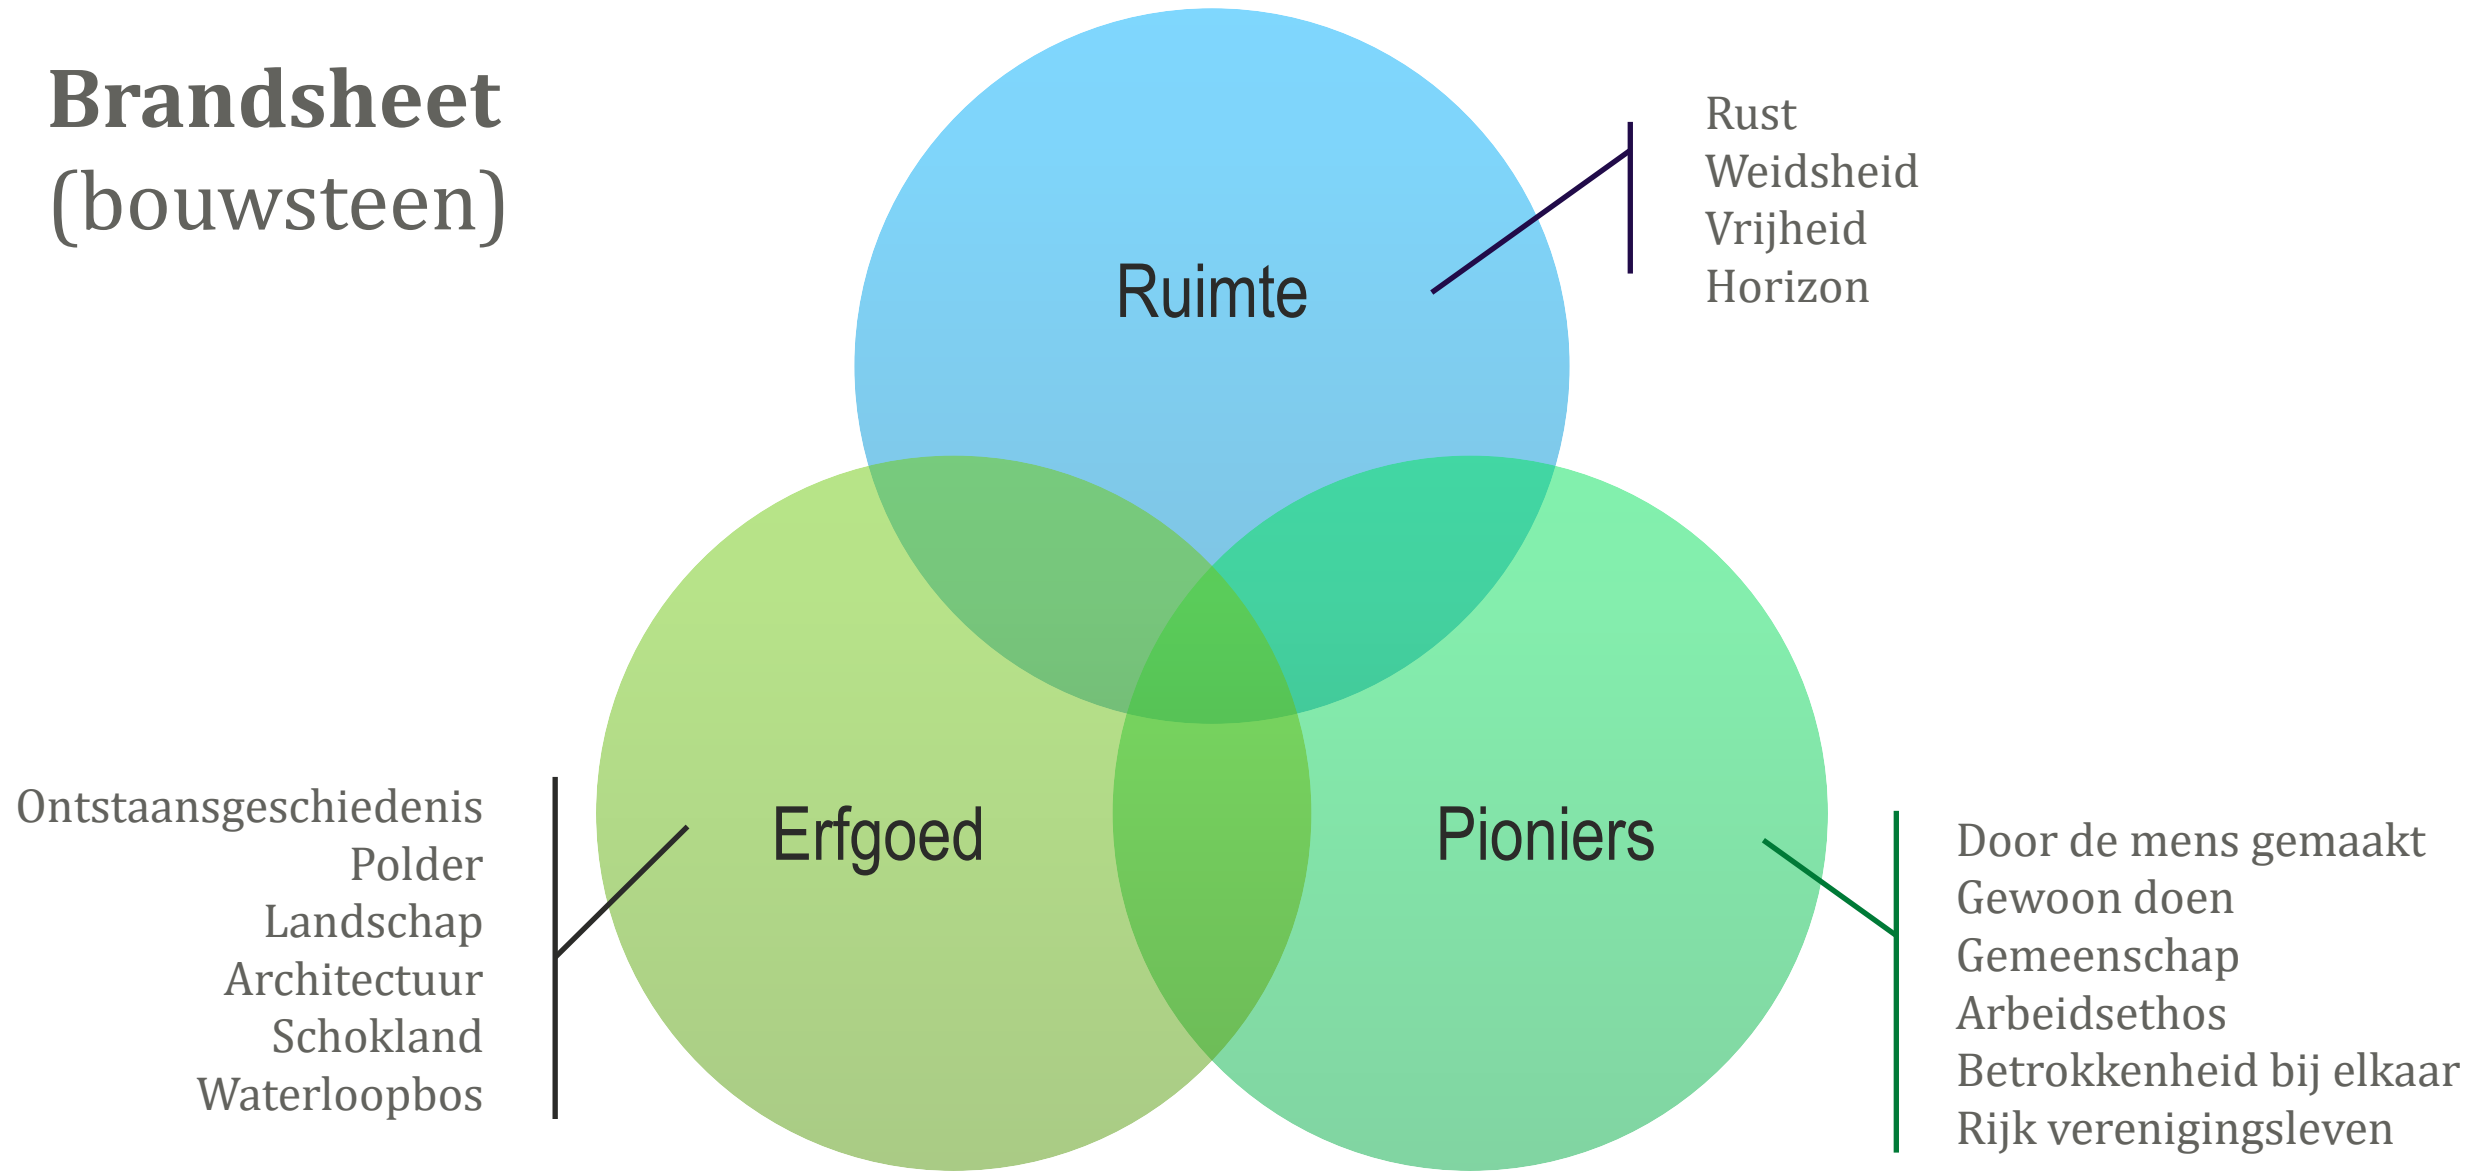 Brandsheet
(bouwsteen)
Rust
Weidsheid
Vrijheid
Horizon
Ruimte
Erfgoed
Pioniers
Ontstaansgeschiedenis
Polder
Landschap
Architectuur
Schokland
Waterloopbos
Door de mens gemaakt
Gewoon doen
Gemeenschap
Arbeidsethos
Betrokkenheid bij elkaar
Rijk verenigingsleven